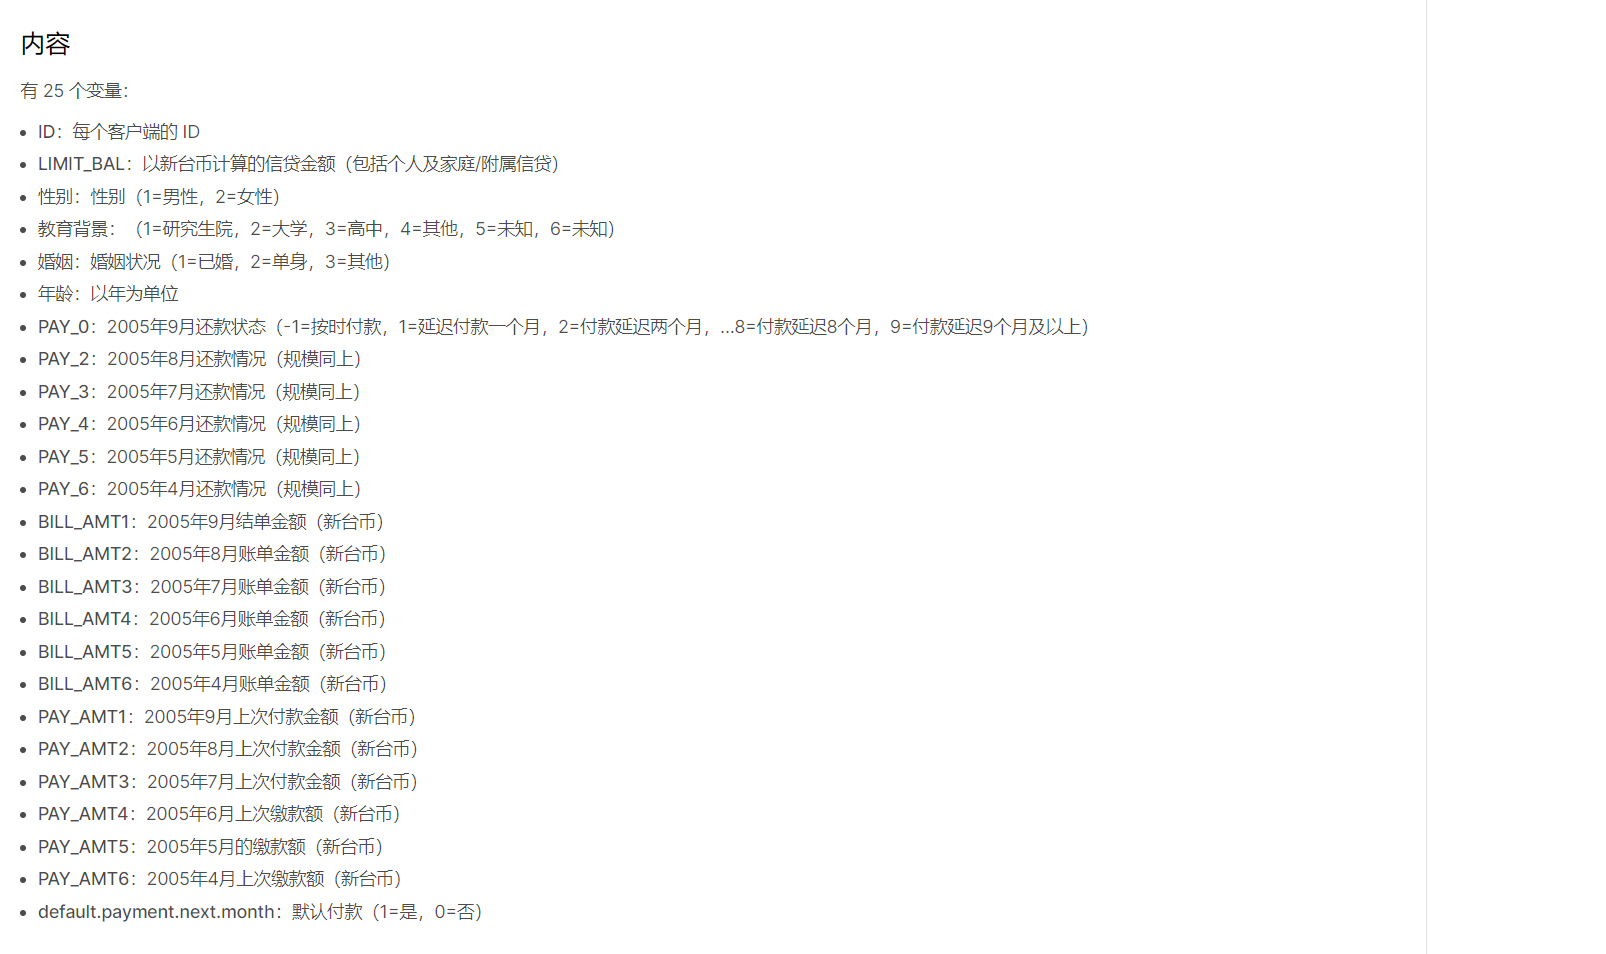 内容
有 25 个变量：
ID：每个客户端的 ID
LIMIT_BAL：以新台币计算的信贷金额（包括个人及家庭/附属信贷）
性别：性别（1=男性，2=女性）
教育背景：（1=研究生院，2=大学，3=高中，4=其他，5=未知，6=未知）
婚姻：婚姻状况（1=已婚，2=单身，3=其他）
年龄：以年为单位
PAY_0：2005年9月还款状态（-1=按时付款，1=延迟付款一个月，2=付款延迟两个月，...8=付款延迟8个月，9=付款延迟9个月及以上）
PAY_2：2005年8月还款情况（规模同上）
PAY_3：2005年7月还款情况（规模同上）
PAY_4：2005年6月还款情况（规模同上）
PAY_5：2005年5月还款情况（规模同上）
PAY_6：2005年4月还款情况（规模同上）
BILL_AMT1：2005年9月结单金额（新台币）
BILL_AMT2：2005年8月账单金额（新台币）
BILL_AMT3：2005年7月账单金额（新台币）
BILL_AMT4：2005年6月账单金额（新台币）
BILL_AMT5：2005年5月账单金额（新台币）
BILL_AMT6：2005年4月账单金额（新台币）
PAY_AMT1：2005年9月上次付款金额（新台币）
PAY_AMT2：2005年8月上次付款金额（新台币）
PAY_AMT3：2005年7月上次付款金额（新台币）
PAY_AMT4：2005年6月上次缴款额（新台币）
PAY_AMT5：2005年5月的缴款额（新台币）
PAY_AMT6：2005年4月上次缴款额（新台币）
default.payment.next.month：默认付款（1=是，0=否）